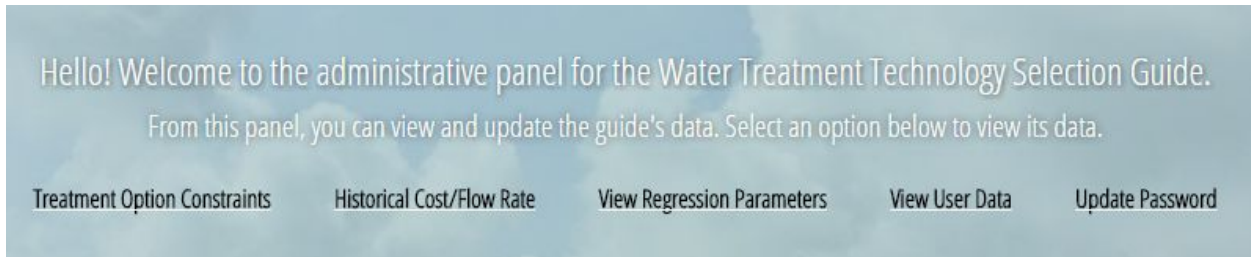 Hello! Welcome to the administrative panel for the Water Treatment Technology Selection Guide.
From this panel, you can view and update the guide's data. Select an option below to view its data.
Treatment Option Constraints Historical Cost/Flow Rate View Regression Parameters View User Data Update Password